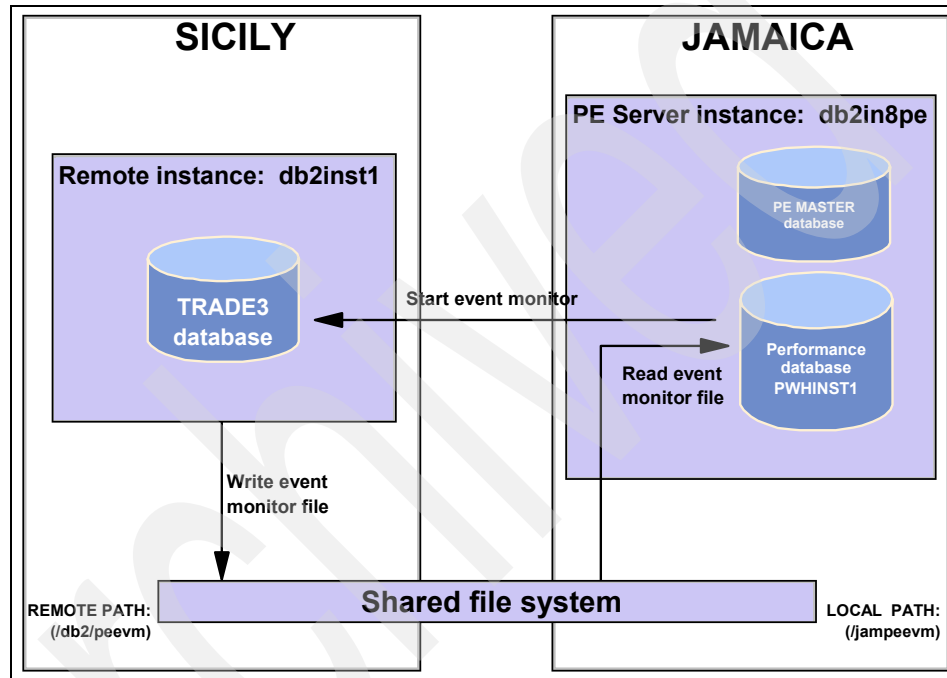 SICILY
JAMAICA
PE Server instance: db2in8pe
Remote instance: db2inst1
PE MASTER
database
TRADE3
database
Start event monitor
Performance
database
PWHINST1
Read event
monitor file
Write event
monitor file
Shared file system
REMOTE PATH:
(/db2/peevm)
LOCAL PATH:
(/jampeevm)
rchived